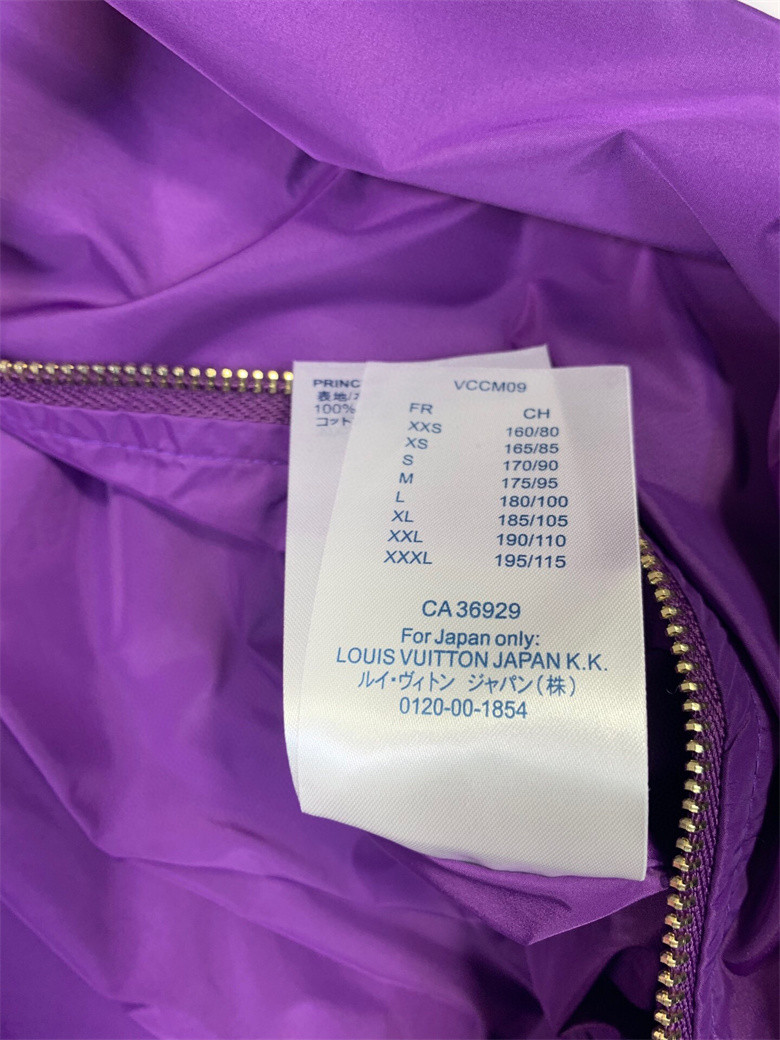 PRINC
表地/
100%
コット
VCCM09
FR CH
XXS 160/80
XS 165/85
S 170/90
M 175/95
L 180/100
XL 185/105
XXL 190/110
XXXL 195/115
CA 36929
For Japan only:
LOUIS VUITTON JAPAN K.K.
ルイ・ヴィトン ジャパン(株)
0120-00-1854